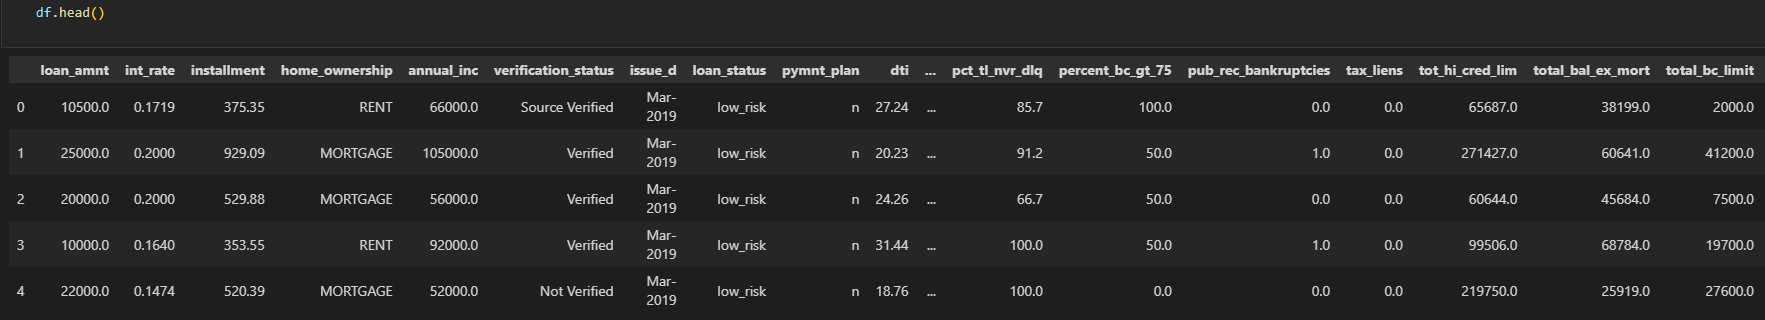 df.head()
loan_amnt int_rate installment home_ownership annual_inc verification_status issue_d loan_status pymnt_plan dti ... pct_tl_nvr_dlq percent_bc_gt_75 pub_rec_bankruptcies tax_liens tot_hi_cred_lim total_bal_ex_mort total_bc_limit
0 10500.0 0.1719 375.35 RENT 66000.0 Source Verified Mar-2019 low_risk n 27.24 ... 85.7 100.0 0.0 0.0 65687.0 38199.0 2000.0
1 25000.0 0.2000 929.09 MORTGAGE 105000.0 Verified Mar-2019 low_risk n 20.23 ... 91.2 50.0 1.0 0.0 271427.0 60641.0 41200.0
2 20000.0 0.2000 529.88 MORTGAGE 56000.0 Verified Mar-2019 low_risk n 24.26 ... 66.7 50.0 0.0 0.0 60644.0 45684.0 7500.0
3 10000.0 0.1640 353.55 RENT 92000.0 Verified Mar-2019 low_risk n 31.44 ... 100.0 50.0 1.0 0.0 99506.0 68784.0 19700.0
4 22000.0 0.1474 520.39 MORTGAGE 52000.0 Not Verified Mar-2019 low_risk n 18.76 ... 100.0 0.0 0.0 0.0 219750.0 25919.0 27600.0